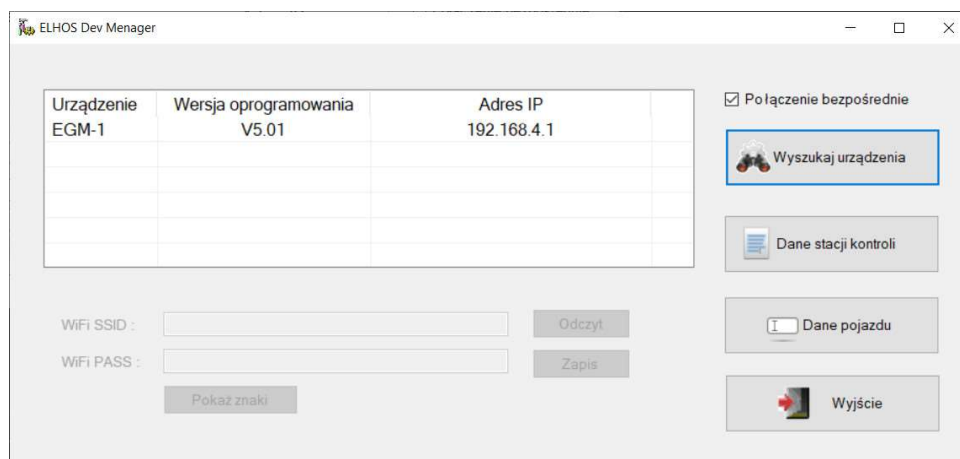 ELHOS Dev Menager
Urządzenie Wersja oprogramowania Adres IP
EGM-1 V5.01 192.168.4.1
Połączenie bezpośrednie
Wyszukaj urządzenia
Dane stacji kontroli
Dane pojazdu
Wyjście
WiFi SSID :
Odczyt
WiFi PASS :
Zapis
Pokaż znaki